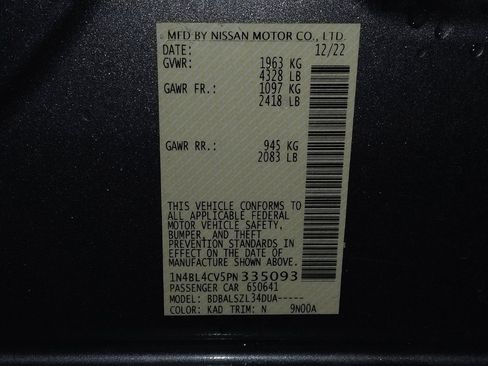 MFD BY NISSAN MOTOR CO., LTD.
DATE: 12/22
GVWR: 1963 KG
4328 LB
GAWR FR.: 1097 KG
2418 LB
GAWR RR.: 945 KG
2083 LB
THIS VEHICLE CONFORMS TO
ALL APPLICABLE FEDERAL
MOTOR VEHICLE SAFETY,
BUMPER, AND THEFT
PREVENTION STANDARDS IN
EFFECT ON THE DATE OF
MANUFACTURE SHOWN ABOVE.
1N4BL4CV5PN335093
PASSENGER CAR 650641
MODEL: BDBALSZL34DUA-----
COLOR: KAD TRIM: N 9N00A